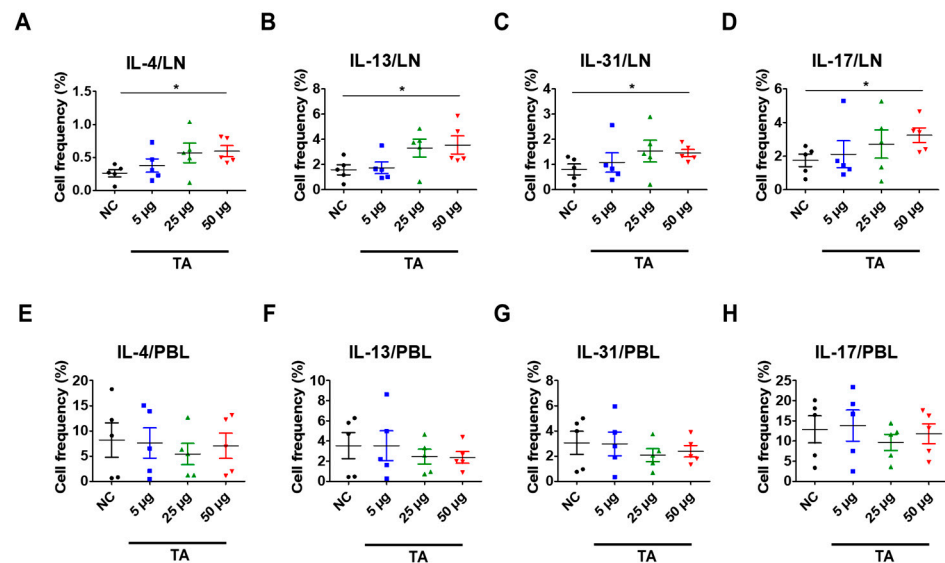 A
IL-4/LN
Cell frequency (%)
1.5
1.0
0.5
0.0
*
NC
5 µg
25 µg
50 µg
TA
B
IL-13/LN
Cell frequency (%)
8
6
4
2
0
*
NC
5 µg
25 µg
50 µg
TA
C
IL-31/LN
Cell frequency (%)
4
3
2
1
0
*
NC
5 µg
25 µg
50 µg
TA
D
IL-17/LN
Cell frequency (%)
6
4
2
0
*
NC
5 µg
25 µg
50 µg
TA
E
IL-4/PBL
Cell frequency (%)
20
15
10
5
0
NC
5 µg
25 µg
50 µg
TA
F
IL-13/PBL
Cell frequency (%)
10
8
6
4
2
0
NC
5 µg
25 µg
50 µg
TA
G
IL-31/PBL
Cell frequency (%)
8
6
4
2
0
NC
5 µg
25 µg
50 µg
TA
H
IL-17/PBL
Cell frequency (%)
25
20
15
10
5
0
NC
5 µg
25 µg
50 µg
TA